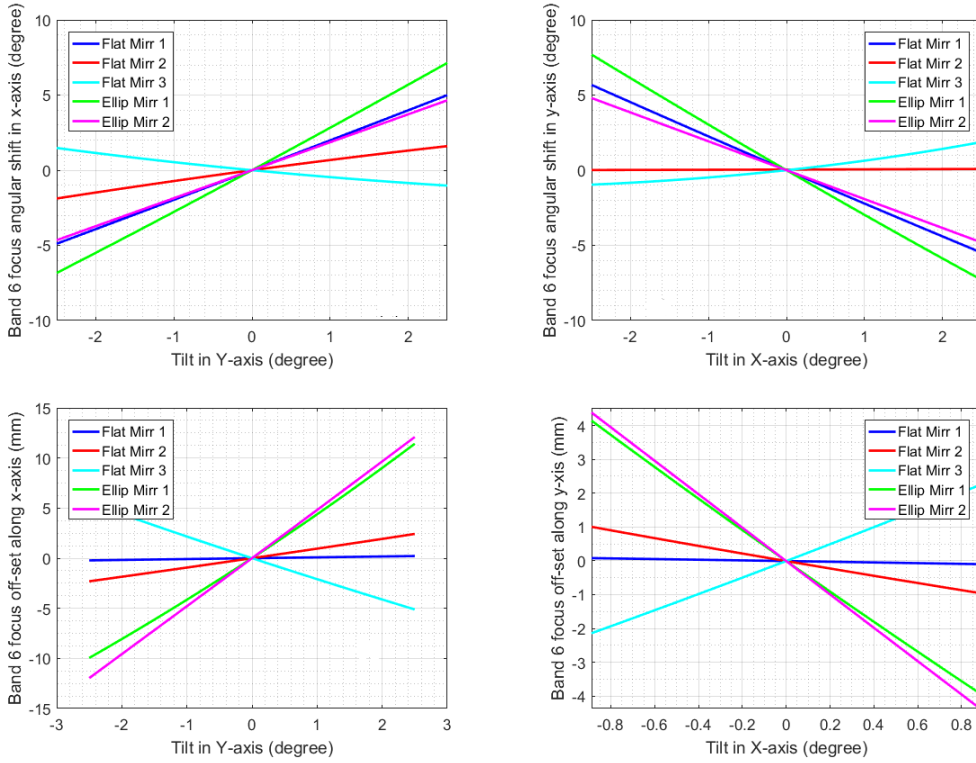 10
5
0
-5
-10
Band 6 focus angular shift in x-axis (degree)
Flat Mirr 1
Flat Mirr 2
Flat Mirr 3
Ellip Mirr 1
Ellip Mirr 2
-2 -1 0 1 2
Tilt in Y-axis (degree)
10
5
0
-5
-10
Band 6 focus angular shift in y-axis (degree)
Flat Mirr 1
Flat Mirr 2
Flat Mirr 3
Ellip Mirr 1
Ellip Mirr 2
-2 -1 0 1 2
Tilt in X-axis (degree)
15
10
5
0
-5
-10
-15
Band 6 focus off-set along x-axis (mm)
Flat Mirr 1
Flat Mirr 2
Flat Mirr 3
Ellip Mirr 1
Ellip Mirr 2
-3 -2 -1 0 1 2 3
Tilt in Y-axis (degree)
4
3
2
1
0
-1
-2
-3
-4
Band 6 focus off-set along y-xis (mm)
Flat Mirr 1
Flat Mirr 2
Flat Mirr 3
Ellip Mirr 1
Ellip Mirr 2
-0.8 -0.6 -0.4 -0.2 0 0.2 0.4 0.6 0.8
Tilt in X-axis (degree)